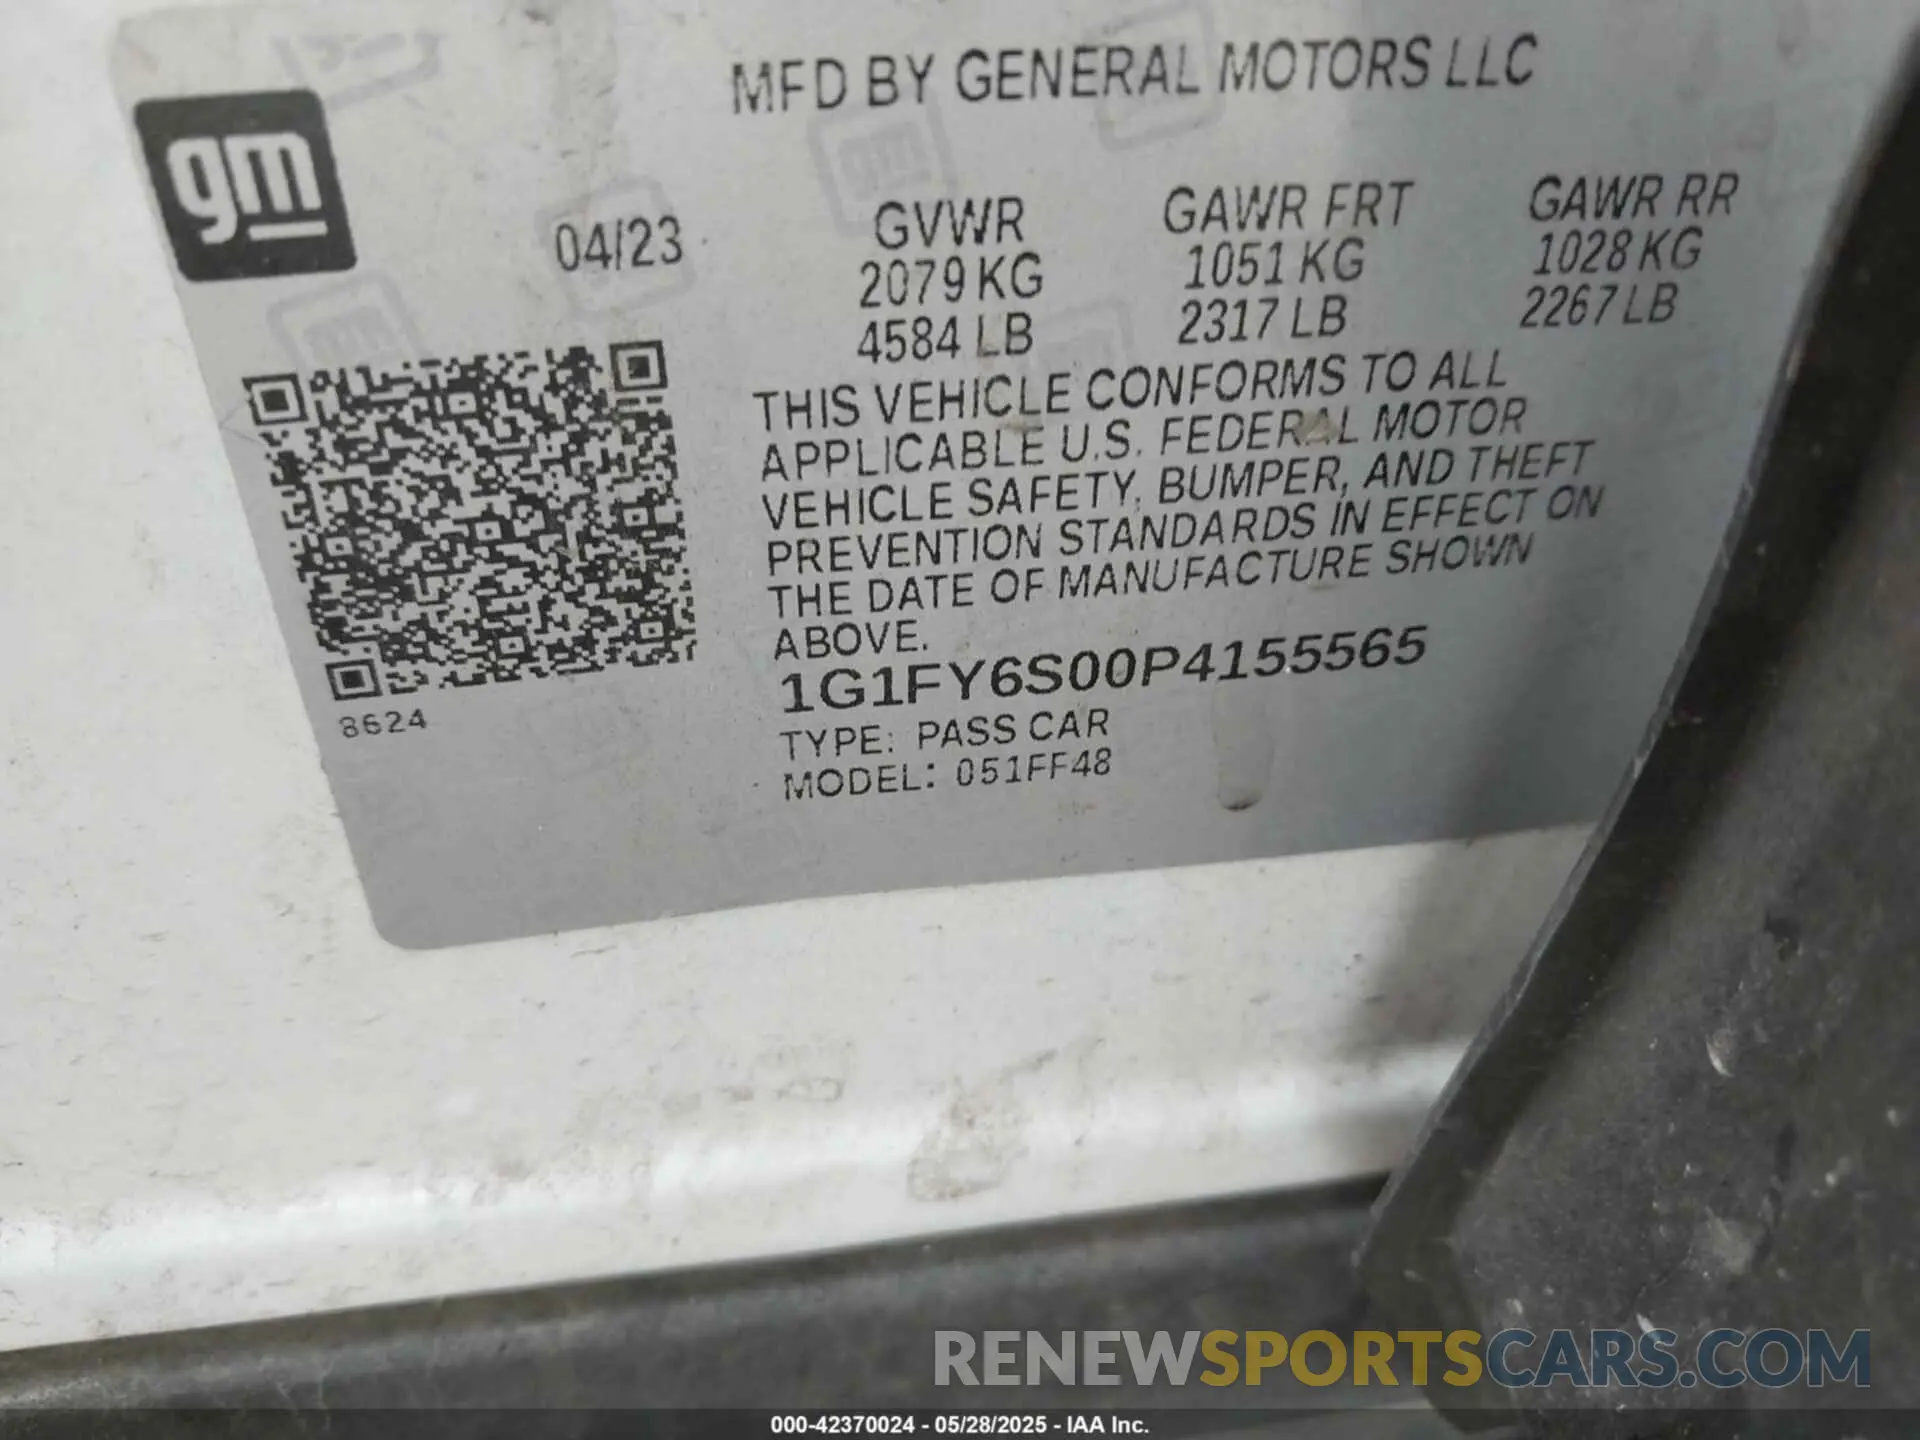 MFD BY GENERAL MOTORS LLC
gm
04/23
GVWR GAWR FRT GAWR RR
2079 KG 1051 KG 1028 KG
4584 LB 2317 LB 2267 LB
THIS VEHICLE CONFORMS TO ALL
APPLICABLE U.S. FEDERAL MOTOR
VEHICLE SAFETY, BUMPER, AND THEFT
PREVENTION STANDARDS IN EFFECT ON
THE DATE OF MANUFACTURE SHOWN
ABOVE.
1G1FY6S00P4155565
8624
TYPE: PASS CAR
MODEL: 051FF48
RENEWSPORTSCARS.COM
000-42370024 - 05/28/2025 - IAA Inc.